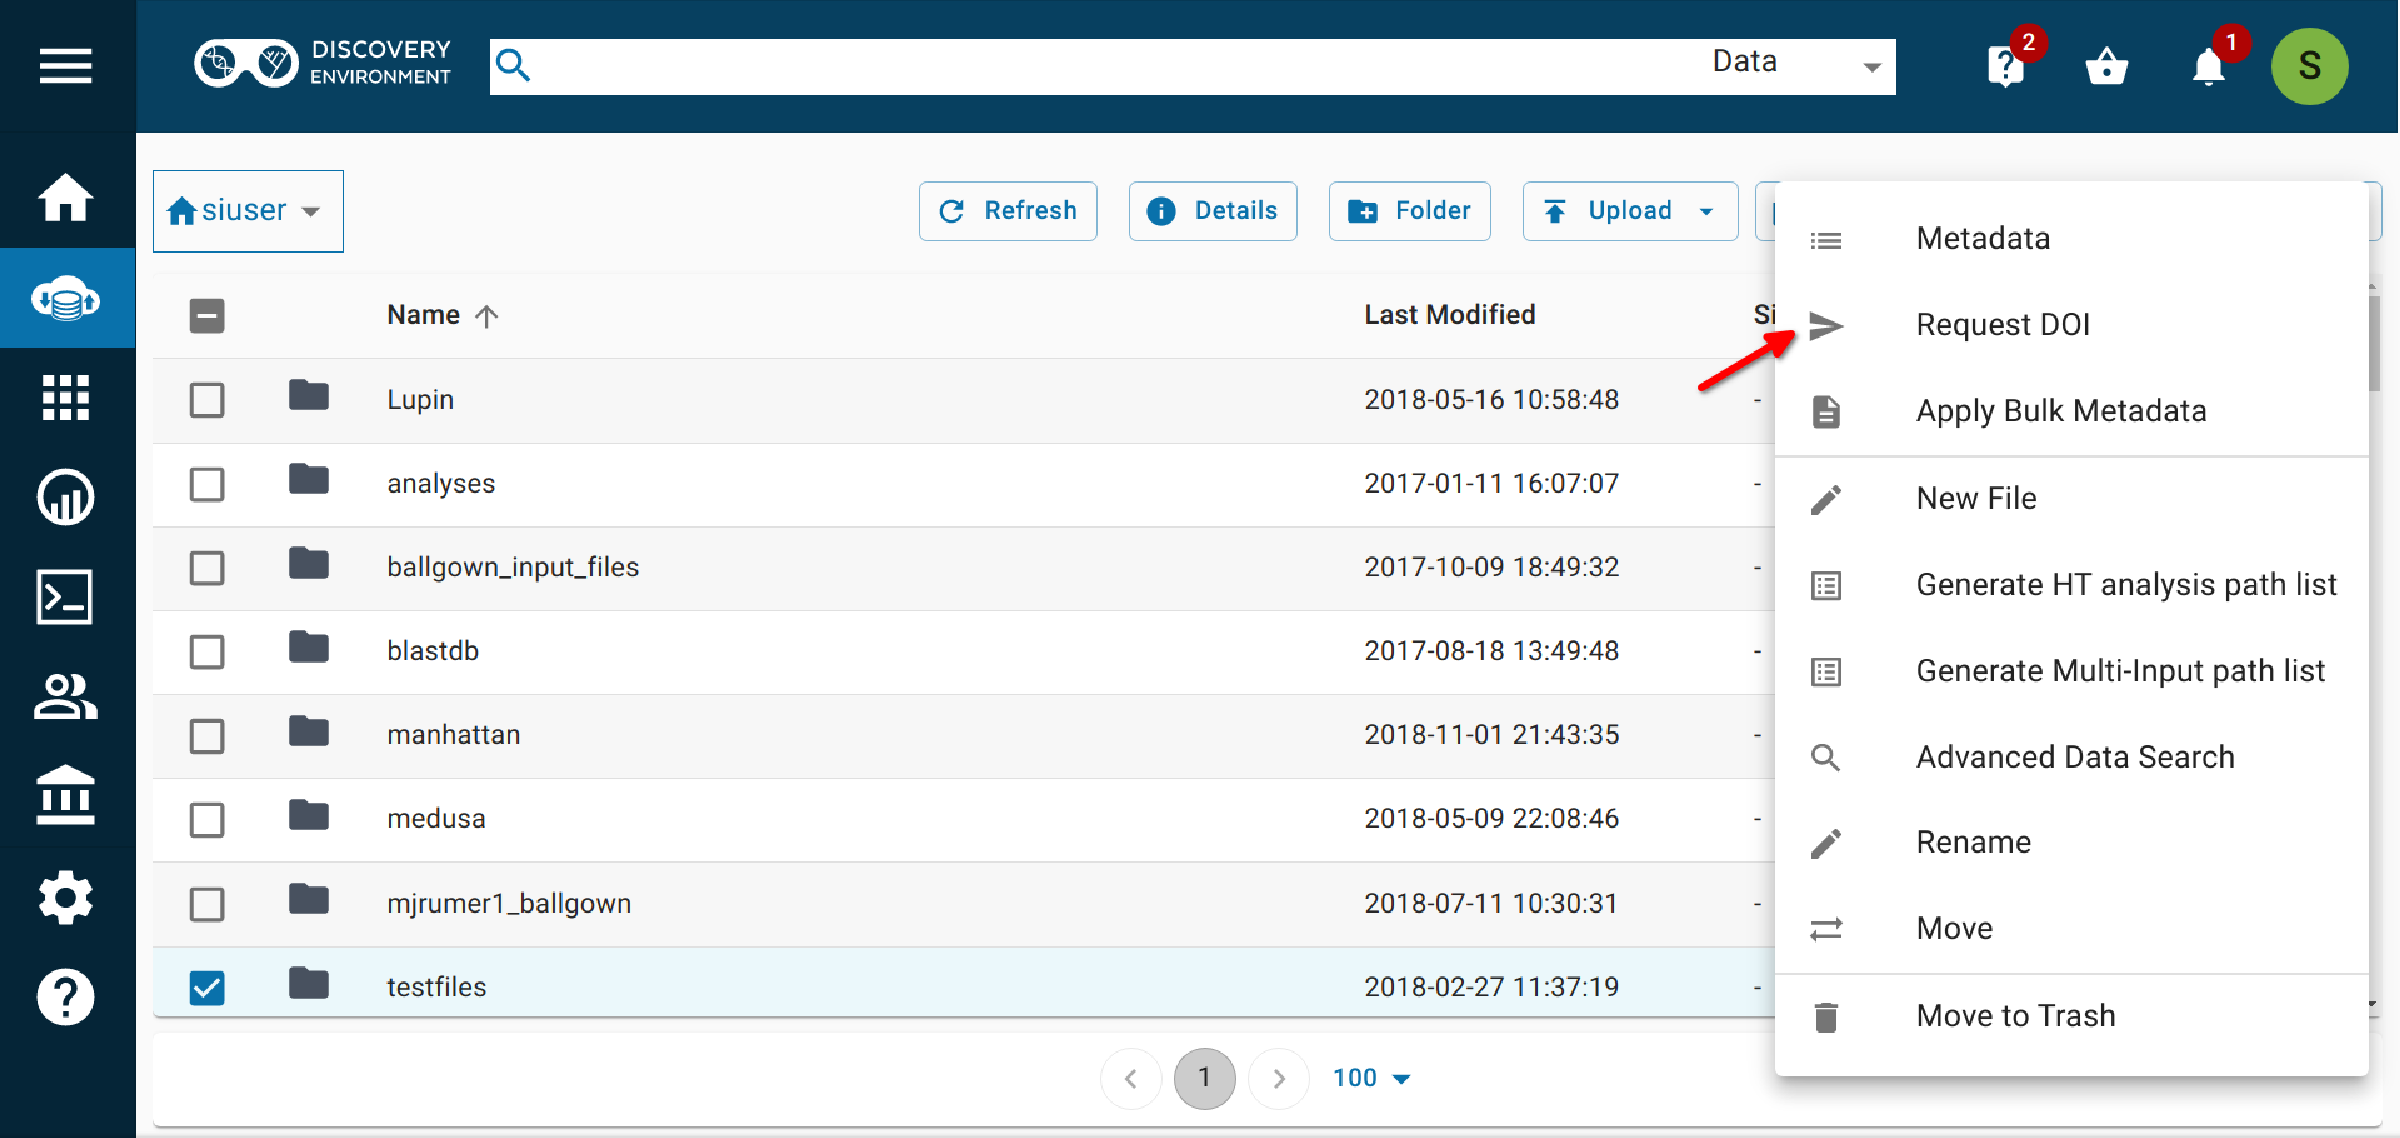 DISCOVERY
ENVIRONMENT
Data
2
1
S
siuser
Refresh
Details
Folder
Upload
Name
Last Modified
Si
Lupin 2018-05-16 10:58:48 -
analyses 2017-01-11 16:07:07 -
ballgown_input_files 2017-10-09 18:49:32 -
blastdb 2017-08-18 13:49:48 -
manhattan 2018-11-01 21:43:35 -
medusa 2018-05-09 22:08:46 -
mjrumer1_ballgown 2018-07-11 10:30:31 -
testfiles 2018-02-27 11:37:19 -
Metadata
Request DOI
Apply Bulk Metadata
New File
Generate HT analysis path list
Generate Multi-Input path list
Advanced Data Search
Rename
Move
Move to Trash
1
100